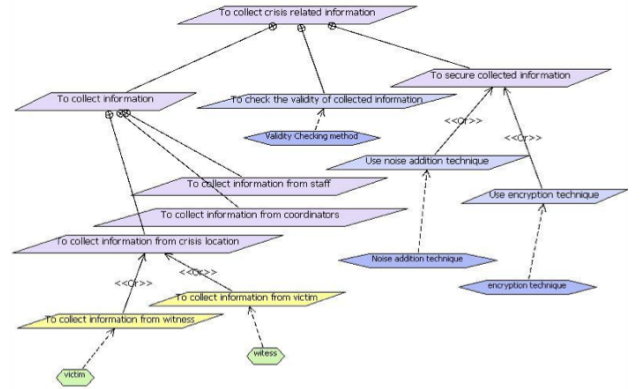 To collect crisis related information
To secure collected information
To collect information
To check the validity of collected information
<<Or>>
Validity Checking method
<<Or>>
Use noise addition technique
To collect information from staff
Use encryption technique
To collect information from coordinators
To collect information from crisis location
Noise addition technique
<<Or>>
<<Or>>
encryption technique
To collect information from victim
To collect information from witness
witess
victim